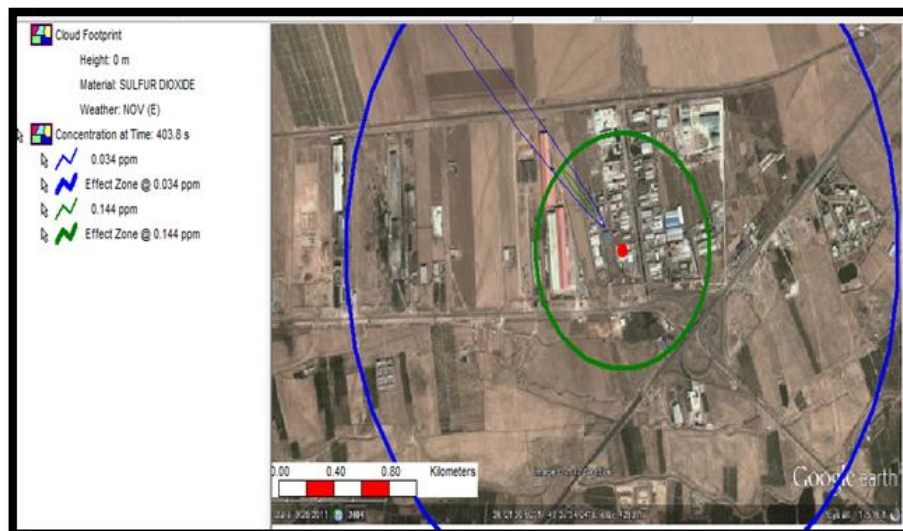 Cloud Footprint
Height: 0 m
Material: SULFUR DIOXIDE
Weather: NOV (E)
Concentration at Time: 403.8 s
0.034 ppm
Effect Zone @ 0.034 ppm
0.144 ppm
Effect Zone @ 0.144 ppm
0.00 0.40 0.80 Kilometers
Google earth